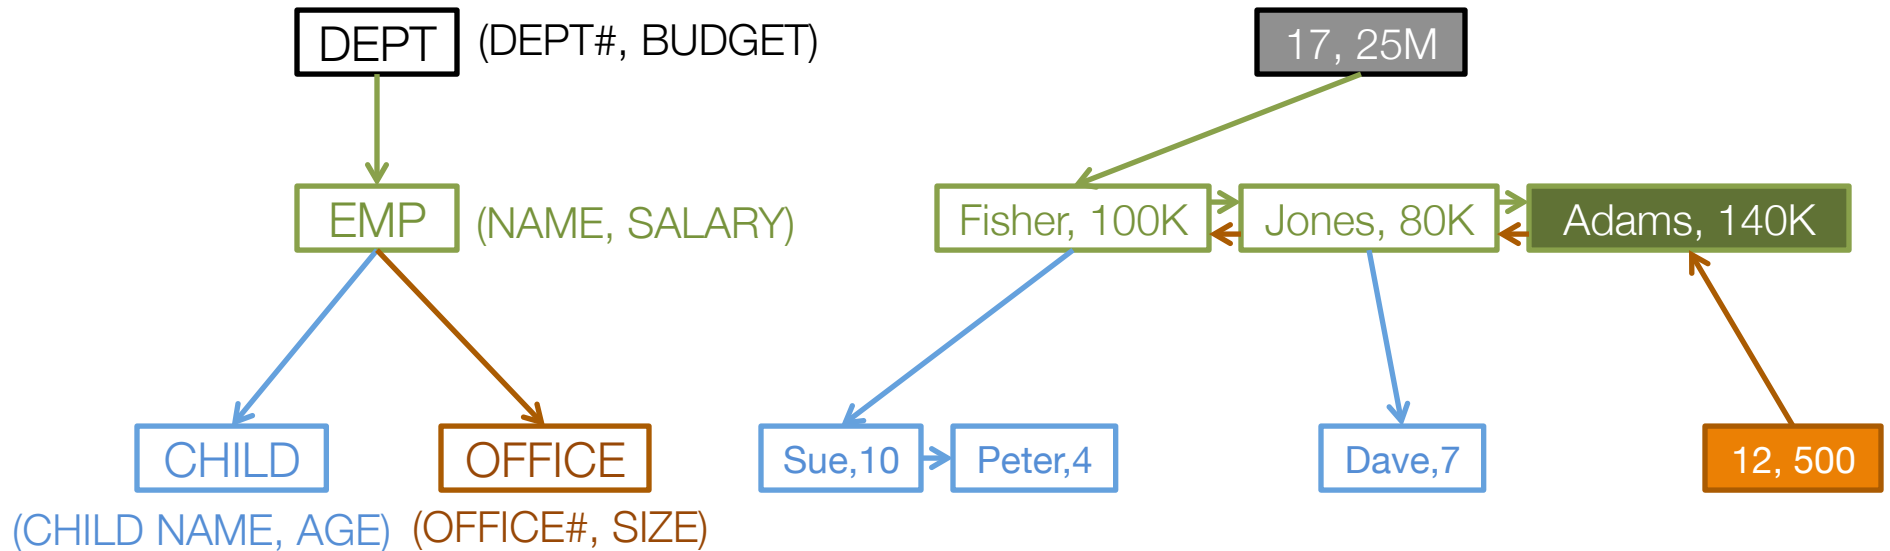 DEPT (DEPT#, BUDGET)
17, 25M
EMP (NAME, SALARY)
Fisher, 100K
Jones, 80K
Adams, 140K
CHILD
OFFICE
Sue,10
Peter,4
Dave,7
12, 500
(CHILD NAME, AGE)
(OFFICE#, SIZE)